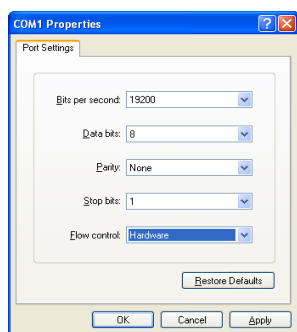 COM1 Properties
Port Settings
Bits per second: 19200
Data bits: 8
Parity: None
Stop bits: 1
Flow control: Hardware
Restore Defaults
OK Cancel Apply